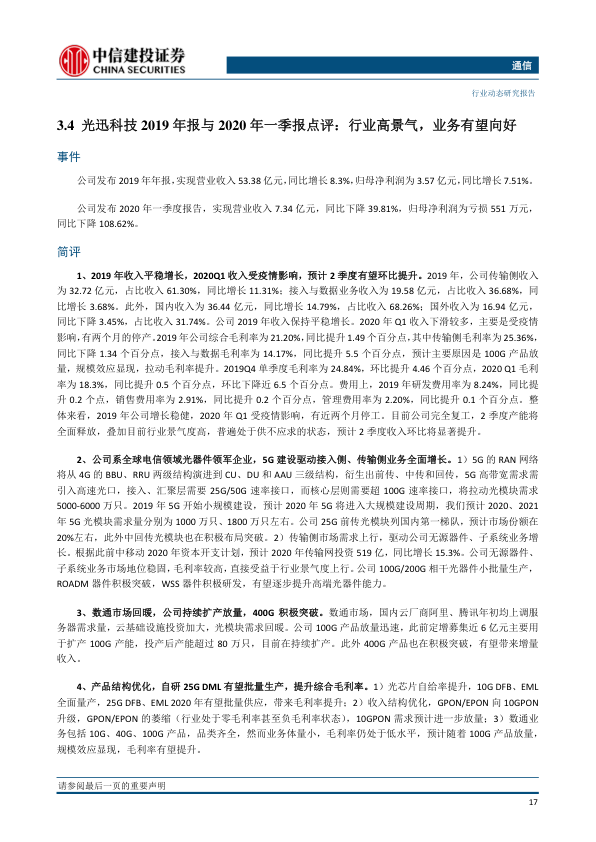 中信建投证券
CHINA SECURITIES
通信
行业动态研究报告
3.4 光迅科技 2019 年报与 2020 年一季报点评：行业高景气，业务有望向好
事件
公司发布 2019 年年报，实现营业收入 53.38 亿元，同比增长 8.3%，归母净利润为 3.57 亿元，同比增长 7.51%。
公司发布 2020 年一季度报告，实现营业收入 7.34 亿元，同比下降 39.81%，归母净利润为亏损 551 万元，
同比下降 108.62%。
简评
1、2019 年收入平稳增长，2020Q1 收入受疫情影响，预计 2 季度有望环比提升。2019 年，公司传输侧收入
为 32.72 亿元，占比收入 61.30%，同比增长 11.31%；接入与数据业务收入为 19.58 亿元，占比收入 36.68%，同
比增长 3.68%。此外，国内收入为 36.44 亿元，同比增长 14.79%，占比收入 68.26%；国外收入为 16.94 亿元，
同比下降 3.45%，占比收入 31.74%。公司 2019 年收入保持平稳增长。2020 年 Q1 收入下滑较多，主要是受疫情
影响，有两个月的停产。2019 年公司综合毛利率为 21.20%，同比提升 1.49 个百分点，其中传输侧毛利率为 25.36%，
同比下降 1.34 个百分点，接入与数据毛利率为 14.17%，同比提升 5.5 个百分点，预计主要原因是 100G 产品放
量，规模效应显现，拉动毛利率提升。2019Q4 单季度毛利率为 24.84%，环比提升 4.46 个百分点，2020 Q1 毛利
率为 18.3%，同比提升 0.5 个百分点，环比下降近 6.5 个百分点。费用上，2019 年研发费用率为 8.24%，同比提
升 0.2 个点，销售费用率为 2.91%，同比提升 0.2 个百分点，管理费用率为 2.20%，同比提升 0.1 个百分点。整
体来看，2019 年公司增长稳健，2020 年 Q1 受疫情影响，有近两个月停工。目前公司完全复工，2 季度产能将
全面释放，叠加目前行业景气度高，普遍处于供不应求的状态，预计 2 季度收入环比将显著提升。
2、公司系全球电信领域光器件领军企业，5G 建设驱动接入侧、传输侧业务全面增长。1）5G 的 RAN 网络
将从 4G 的 BBU、RRU 两级结构演进到 CU、DU 和 AAU 三级结构，衍生出前传、中传和回传，5G 高带宽需求需
引入高速光口，接入、汇聚层需要 25G/50G 速率接口，而核心层则需要超 100G 速率接口，将拉动光模块需求
5000-6000 万只。2019 年 5G 开始小规模建设，预计 2020 年 5G 将进入大规模建设周期，我们预计 2020、2021
年 5G 光模块需求量分别为 1000 万只、1800 万只左右。公司 25G 前传光模块列国内第一梯队，预计市场份额在
20%左右，此外中回传光模块也在积极布局突破。2）传输侧市场需求上行，驱动公司无源器件、子系统业务增
长。根据此前中移动 2020 年资本开支计划，预计 2020 年传输网投资 519 亿，同比增长 15.3%。公司无源器件、
子系统业务市场地位稳固，毛利率较高，直接受益于行业景气度上行。公司 100G/200G 相干光器件小批量生产，
ROADM 器件积极突破，WSS 器件积极研发，有望逐步提升高端光器件能力。
3、数通市场回暖，公司持续扩产放量，400G 积极突破。数通市场，国内云厂商阿里、腾讯年初均上调服
务器需求量，云基础设施投资加大，光模块需求回暖。公司 100G 产品放量迅速，此前定增募集近 6 亿元主要用
于扩产 100G 产能，投产后产能超过 80 万只，目前在持续扩产。此外 400G 产品也在积极突破，有望带来增量
收入。
4、产品结构优化，自研 25G DML 有望批量生产，提升综合毛利率。1）光芯片自给率提升，10G DFB、EML
全面量产，25G DFB、EML 2020 年有望批量供应，带来毛利率提升；2）收入结构优化，GPON/EPON 向 10GPON
升级，GPON/EPON 的萎缩（行业处于零毛利率甚至负毛利率状态），10GPON 需求预计进一步放量；3）数通业
务包括 10G、40G、100G 产品，品类齐全，然而业务体量小，毛利率仍处于低水平，预计随着 100G 产品放量，
规模效应显现，毛利率有望提升。
请参阅最后一页的重要声明
17